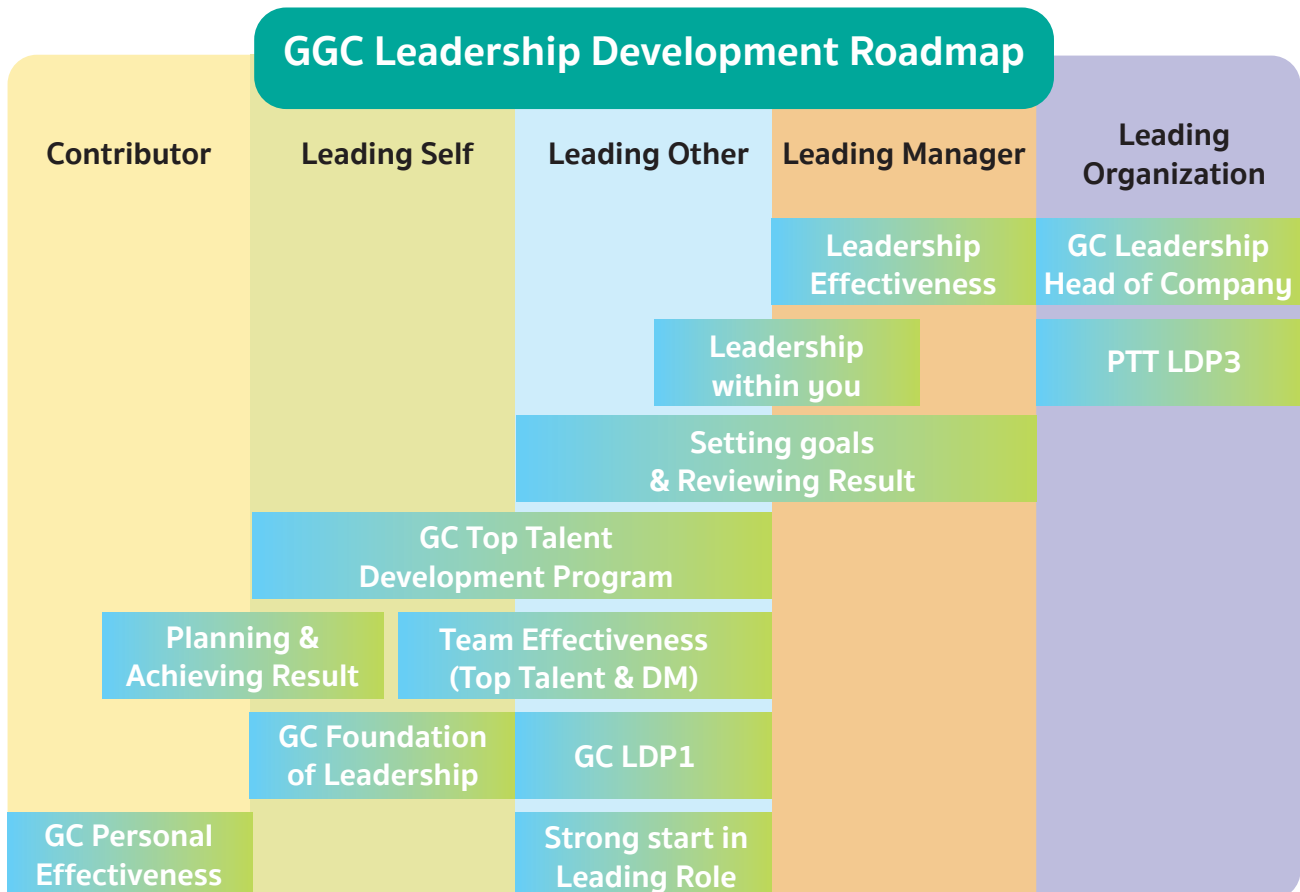 GGC Leadership Development Roadmap
Contributor
Leading Self
Leading Other
Leading Manager
Leading
Organization
Leadership
Effectiveness
GC Leadership
Head of Company
Leadership
within you
PTT LDP3
Setting goals
& Reviewing Result
GC Top Talent
Development Program
Planning &
Achieving Result
Team Effectiveness
(Top Talent & DM)
GC Foundation
of Leadership
GC LDP1
GC Personal
Effectiveness
Strong start in
Leading Role